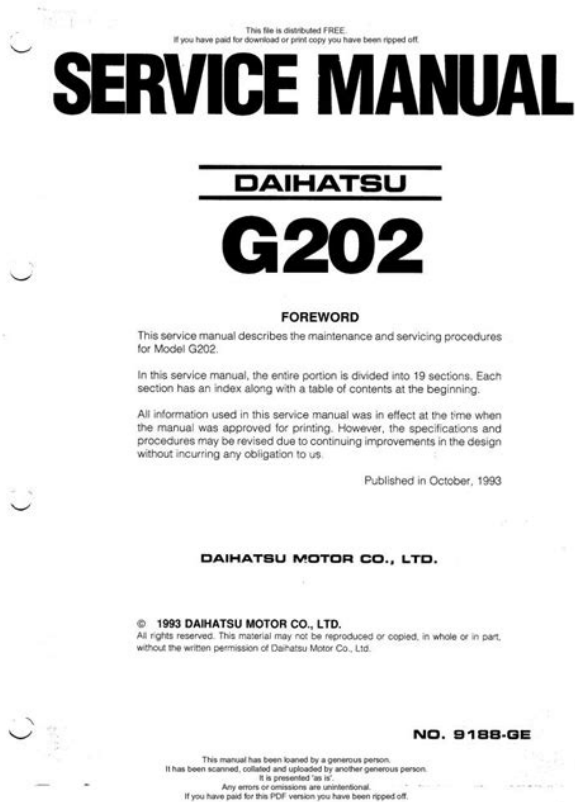 This file is distributed FREE.
If you have paid for download or print copy you have been ripped off.
SERVICE MANUAL
DAIHATSU
G202
FOREWORD
This service manual describes the maintenance and servicing procedures
for Model G202.
In this service manual, the entire portion is divided into 19 sections. Each
section has an index along with a table of contents at the beginning.
All information used in this service manual was in effect at the time when
the manual was approved for printing. However, the specifications and
procedures may be revised due to continuing improvements in the design
without incurring any obligation to us.
Published in October, 1993
DAIHATSU MOTOR CO., LTD.
© 1993 DAIHATSU MOTOR CO., LTD.
All rights reserved. This material may not be reproduced or copied, in whole or in part,
without the written permission of Daihatsu Motor Co., Ltd.
NO. 9188-GE
This manual has been loaned by a generous person.
It has been scanned, collated and uploaded by another generous person.
It is presented 'as is'.
Any errors or omissions are unintentional.
If you have paid for this PDF version you have been ripped off.